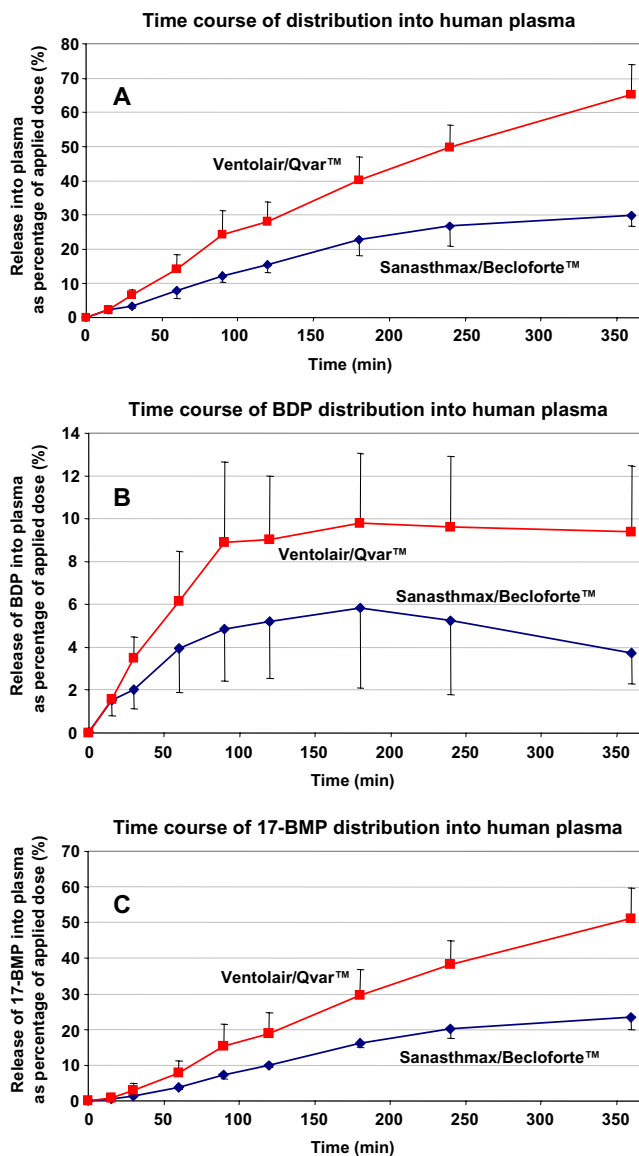 Time course of distribution into human plasma
Release into plasma
as percentage of applied dose (%)
80
70
60
50
40
30
20
10
0
A
Ventolair/Qvar™
Sanasthmax/Becloforte™
0 50 100 150 200 250 300 350
Time (min)
Time course of BDP distribution into human plasma
Release of BDP into plasma
as percentage of applied dose (%)
14
12
10
8
6
4
2
0
B
Ventolair/Qvar™
Sanasthmax/Becloforte™
0 50 100 150 200 250 300 350
Time (min)
Time course of 17-BMP distribution into human plasma
Release of 17-BMP into plasma
as percentage of applied dose (%)
70
60
50
40
30
20
10
0
C
Ventolair/Qvar™
Sanasthmax/Becloforte™
0 50 100 150 200 250 300 350
Time (min)